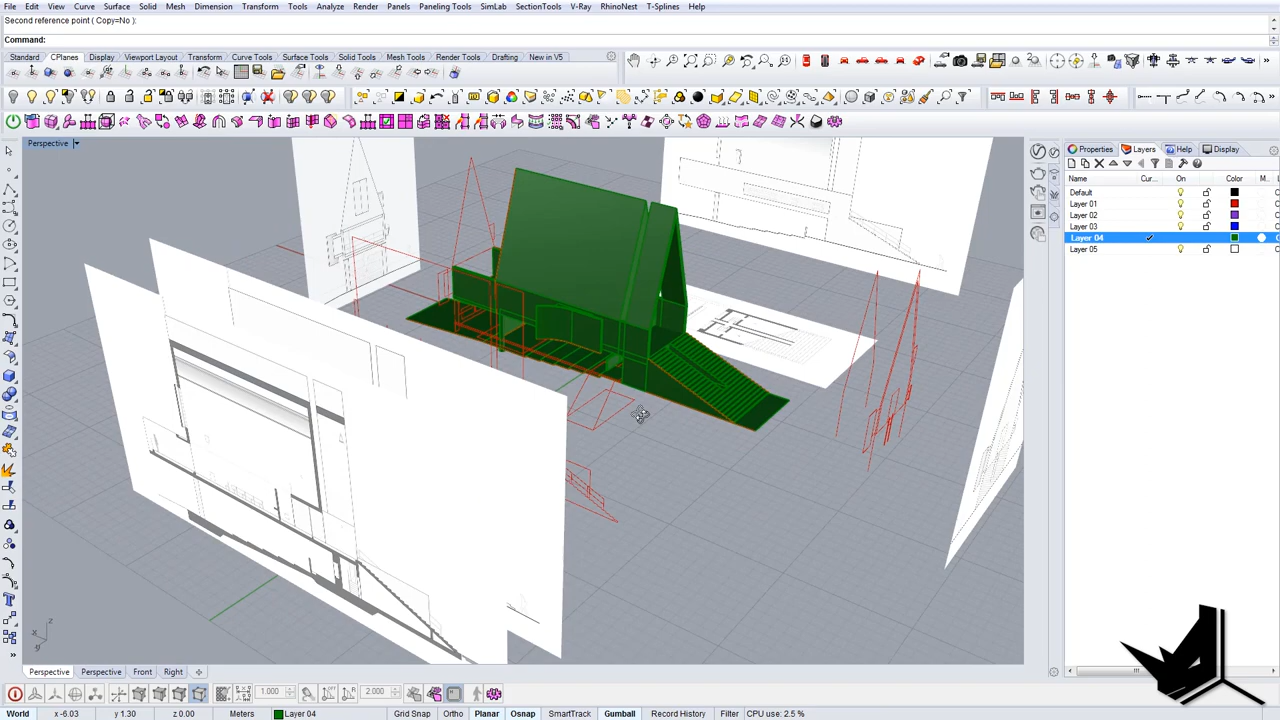 File Edit View Curve Surface Solid Mesh Dimension Transform Tools Analyze Render Panels Paneling Tools SimLab SectionTools V-Ray RhinoNest T-Splines Help
Second reference point ( Copy=No ):
Command:
Standard CPlanes Display Viewport Layout Transform Curve Tools Surface Tools Solid Tools Mesh Tools Render Tools Drafting New in V5
Perspective
Properties Layers Help Display
Name Cur... On Color M...
Default
Layer 01
Layer 02
Layer 03
Layer 04
Layer 05
z
x
y
Perspective Perspective Front Right
1.000 2.000
World x -6.03 y 1.30 z 0.00 Meters Layer 04 Grid Snap Ortho Planar Osnap SmartTrack Gumball Record History Filter CPU use: 2.5 %